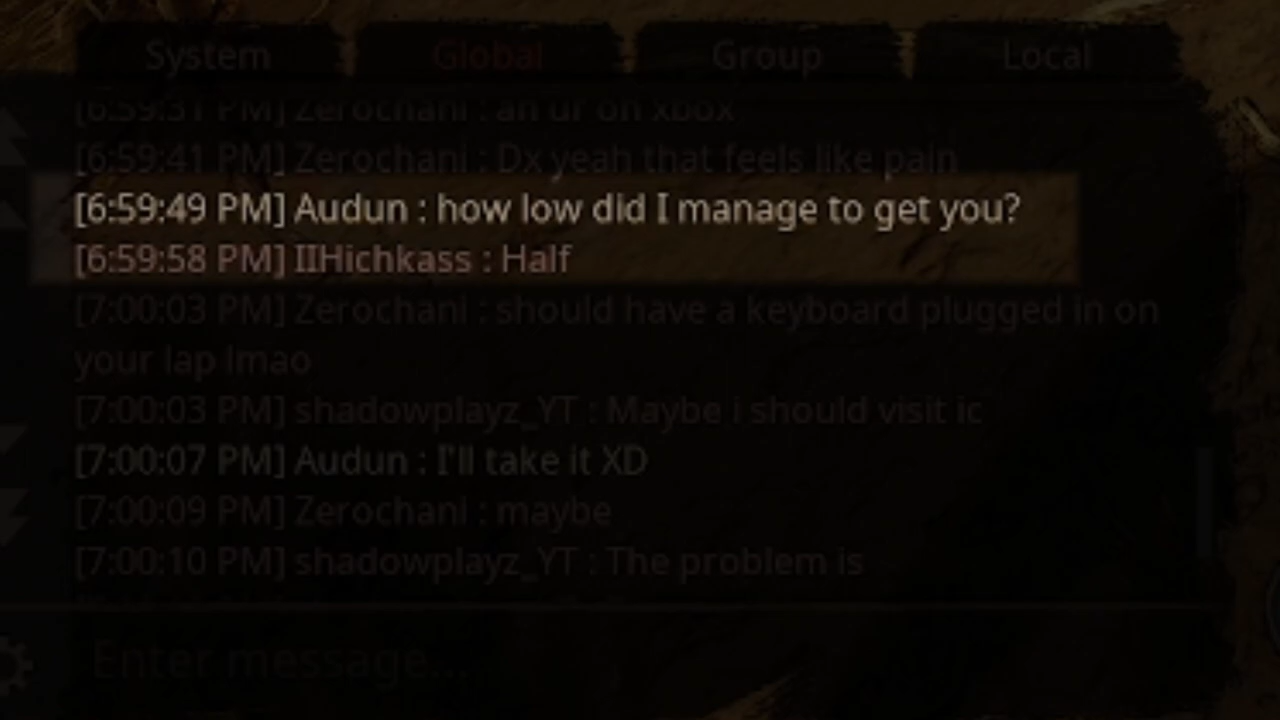 System Global Group Local
[6:59:31 PM] Zerochanl : an ur on xbox
[6:59:41 PM] Zerochanl : Dx yeah that feels like pain
[6:59:49 PM] Audun : how low did I manage to get you?
[6:59:58 PM] IIHichkass : Half
[7:00:03 PM] Zerochanl : should have a keyboard plugged in on
your lap lmao
[7:00:03 PM] shadowplayz_YT : Maybe i should visit ic
[7:00:07 PM] Audun : I'll take it XD
[7:00:09 PM] Zerochanl : maybe
[7:00:10 PM] shadowplayz_YT : The problem is
Enter message...